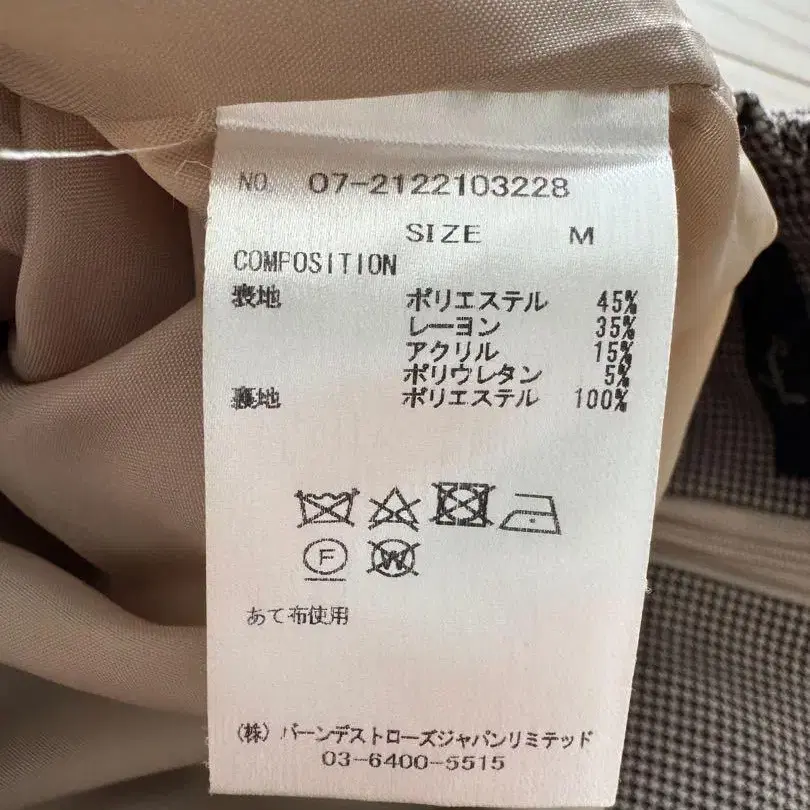 NO. 07-2122103228
SIZE M
COMPOSITION
表地 ポリエステル 45%
レーヨン 35%
アクリル 15%
ポリウレタン 5%
裏地 ポリエステル 100%
F W
あて布使用
(株) バーンデストローズジャパンリミテッド
03-6400-5515